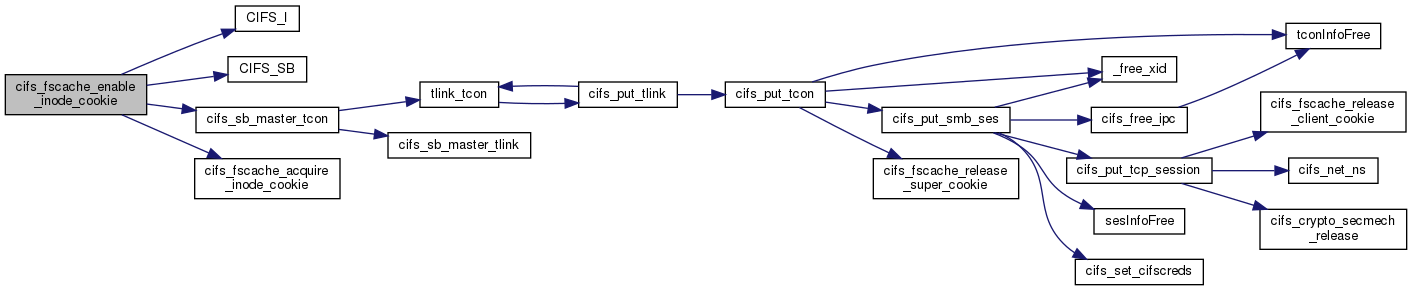 cifs_fscache_enable
_inode_cookie
CIFS_I
CIFS_SB
cifs_sb_master_tcon
cifs_fscache_acquire
_inode_cookie
tlink_tcon
cifs_sb_master_tlink
cifs_put_tlink
cifs_put_tcon
cifs_put_smb_ses
cifs_fscache_release
_super_cookie
tconInfoFree
_free_xid
cifs_free_ipc
cifs_put_tcp_session
sesInfoFree
cifs_set_cifscreds
cifs_fscache_release
_client_cookie
cifs_net_ns
cifs_crypto_secmech
_release